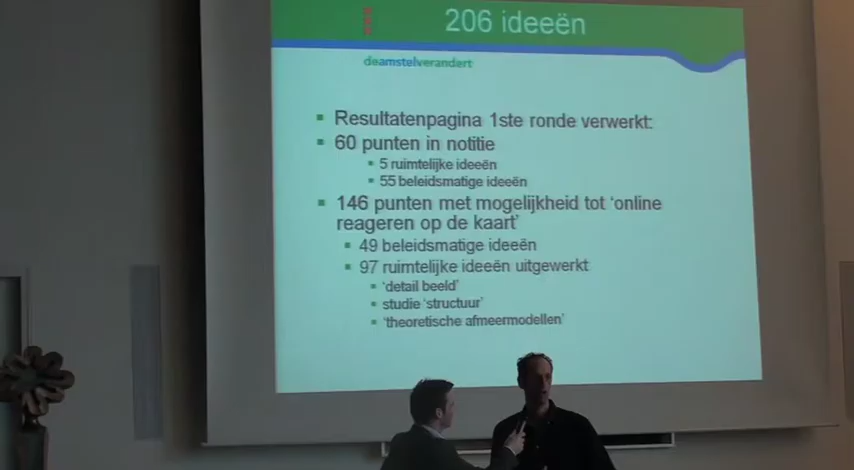 206 ideeën
deamstelverandert
Resultatenpagina 1ste ronde verwerkt:
60 punten in notitie
5 ruimtelijke ideeën
55 beleidsmatige ideeën
146 punten met mogelijkheid tot ‘online
reageren op de kaart’
49 beleidsmatige ideeën
97 ruimtelijke ideeën uitgewerkt
‘detail beeld’
studie ‘structuur’
‘theoretische afmeermodellen’